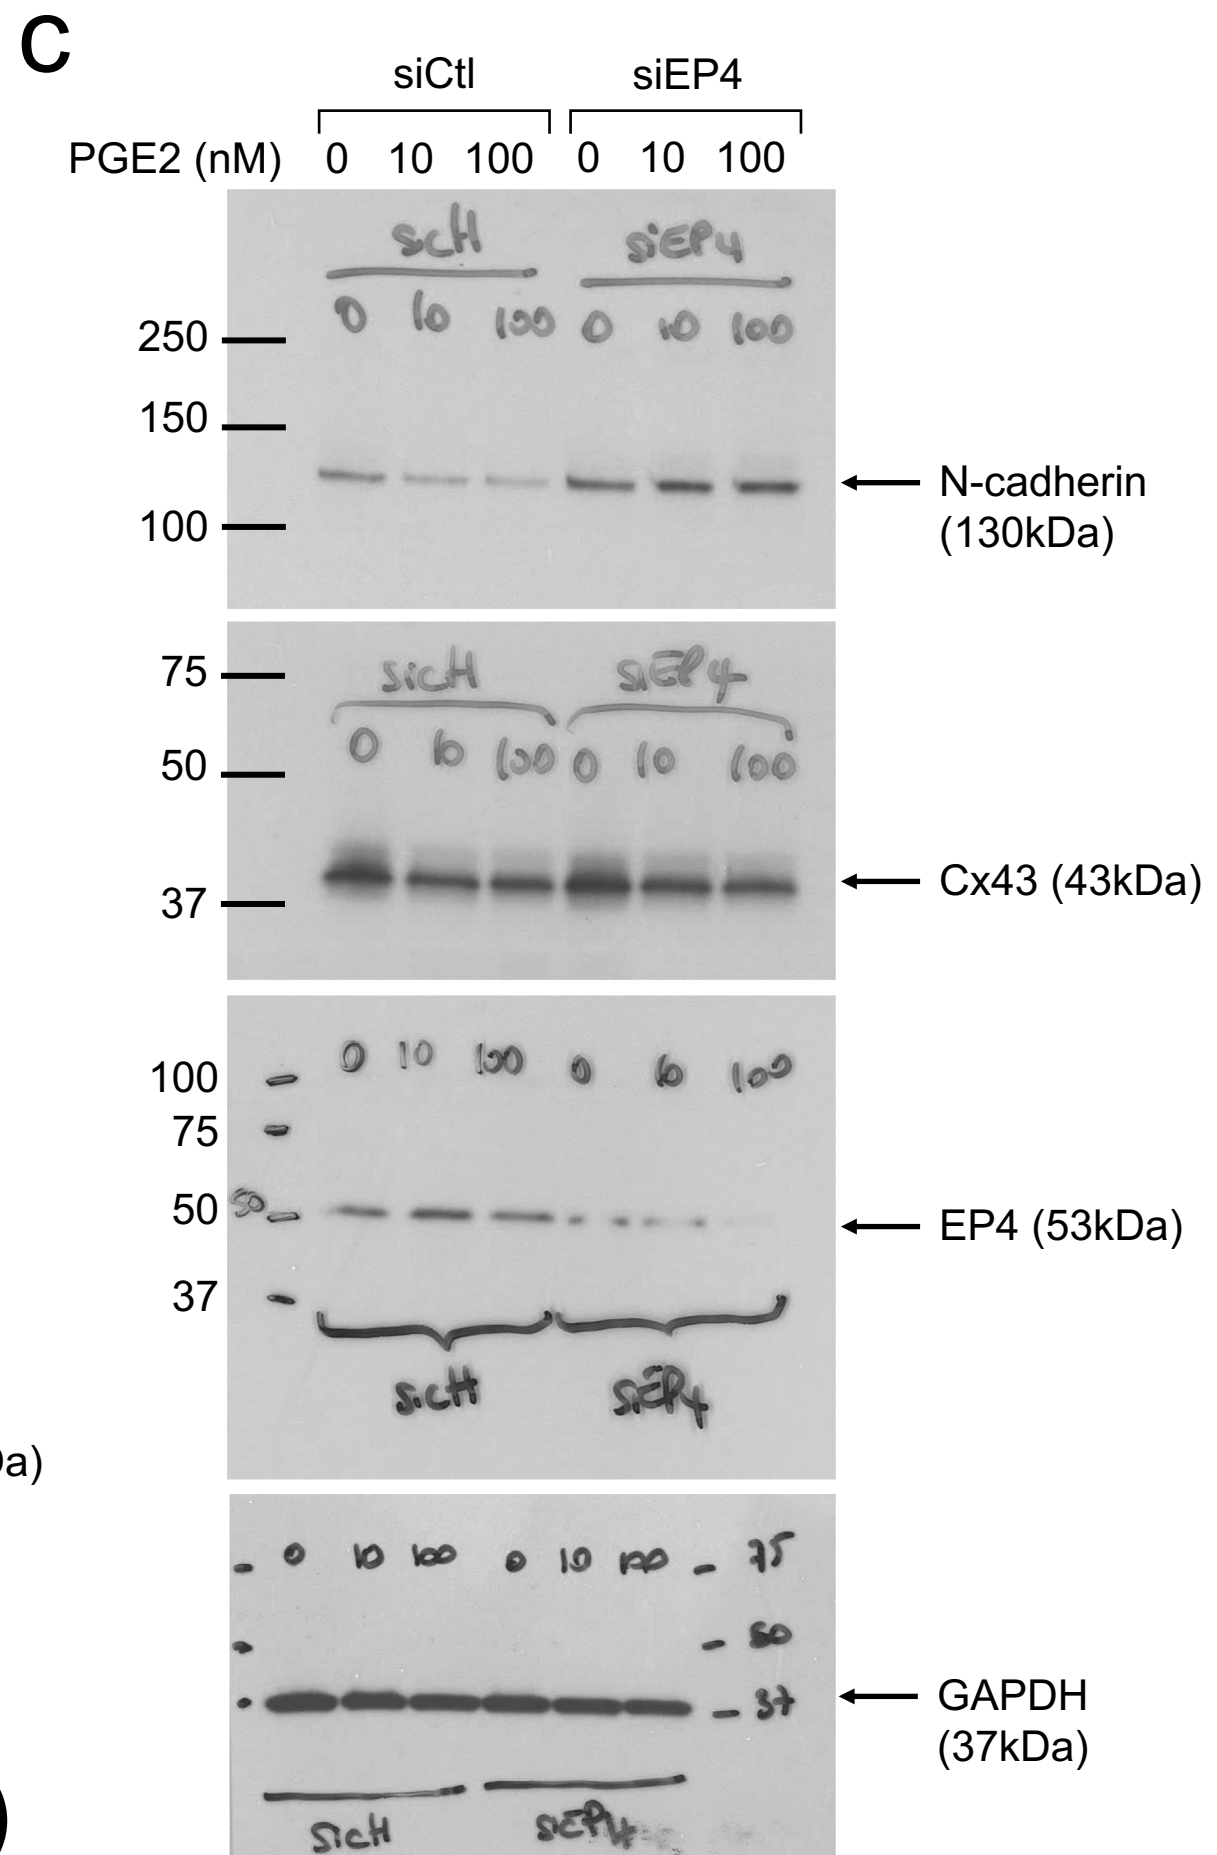 C
siCtl siEP4
PGE2 (nM) 0 10 100 0 10 100
sictl siEP4
0 10 100 0 10 100
250
150
N-cadherin
(130kDa)
100
75
sictl siEP4
0 10 100 0 10 100
50
Cx43 (43kDa)
37
0 10 100 0 10 100
100
75
50 50
EP4 (53kDa)
37
sictl siEP4
Da)
0 10 100 0 10 100 75
50
37
GAPDH
(37kDa)
sictl siEP4
)